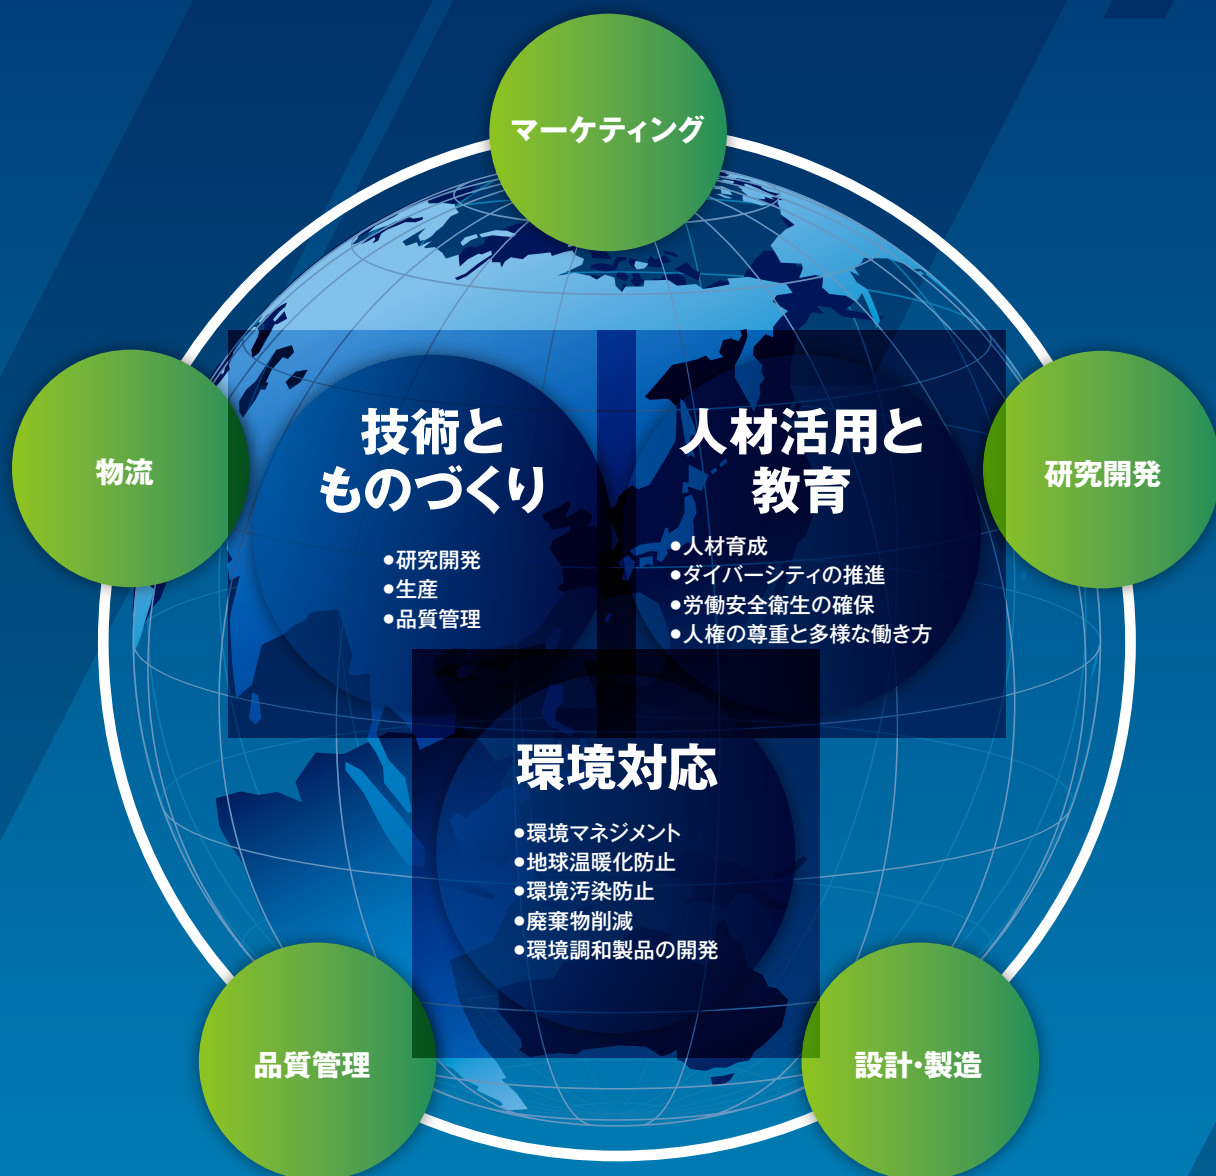 マーケティング
物流
技術と
ものづくり
●研究開発
●生産
●品質管理
人材活用と
教育
●人材育成
●ダイバーシティの推進
●労働安全衛生の確保
●人権の尊重と多様な働き方
研究開発
環境対応
●環境マネジメント
●地球温暖化防止
●環境汚染防止
●廃棄物削減
●環境調和製品の開発
品質管理
設計・製造